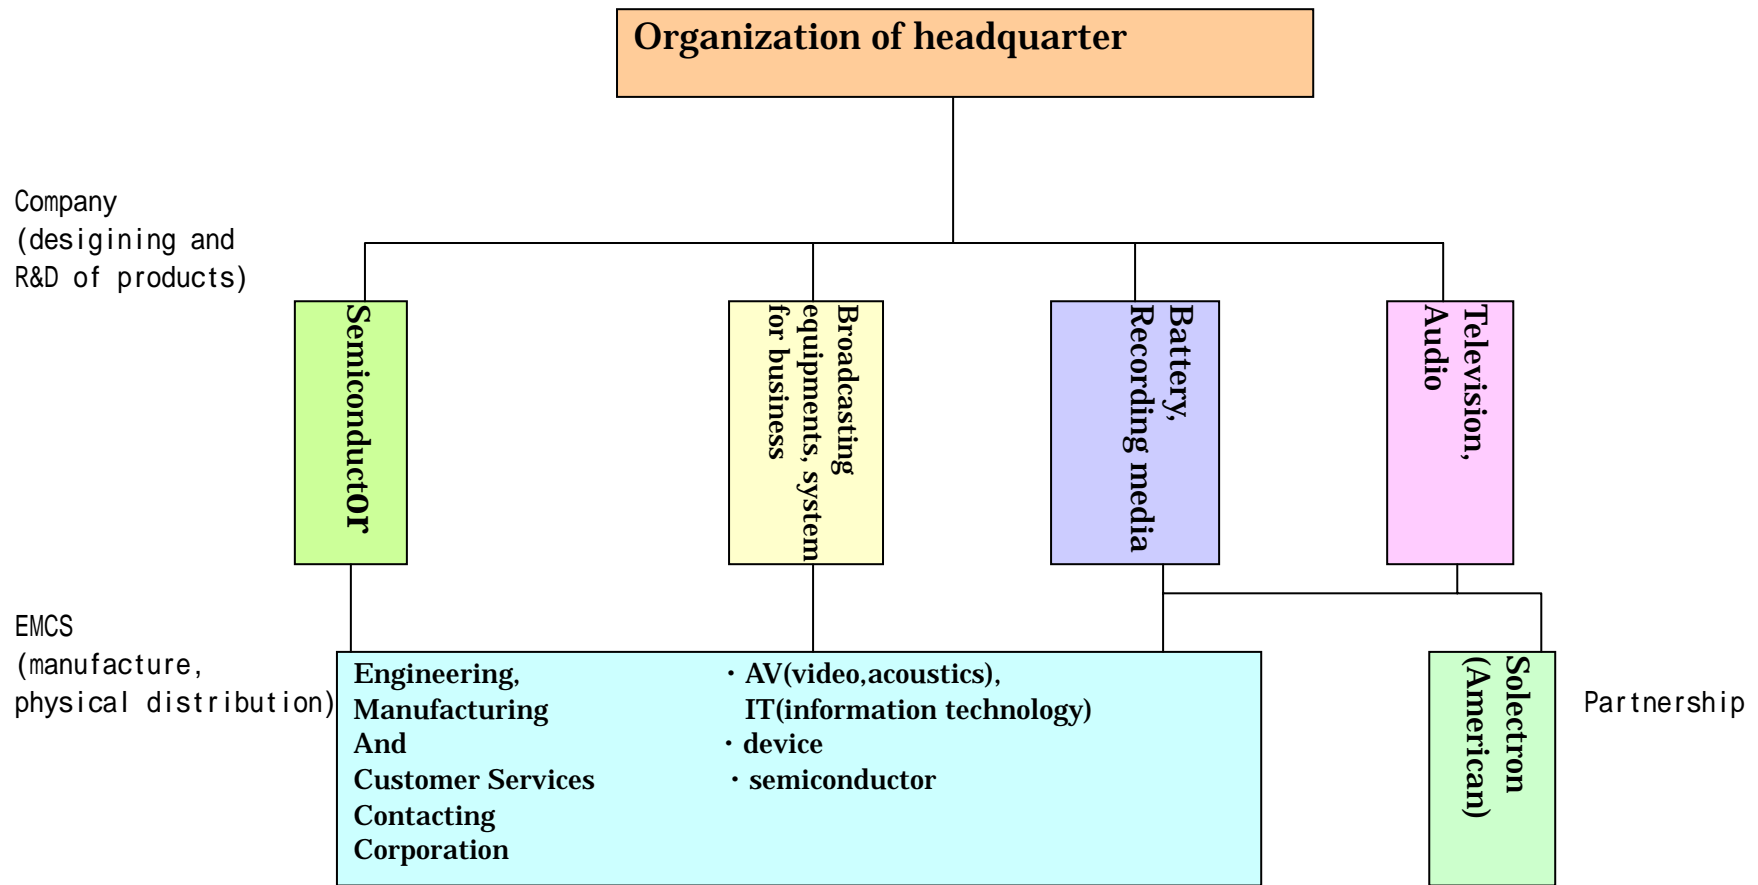 Organization of headquarter
Company
(desigining and
R&D of products)
Semiconductor
Broadcasting
equipments, system
for business
Battery,
Recording media
Television,
Audio
EMCS
(manufacture,
physical distribution)
Engineering,
Manufacturing
And
Customer Services
Contacting
Corporation
・AV(video,acoustics),
IT(information technology)
・device
・semiconductor
Solectron
(American)
Partnership